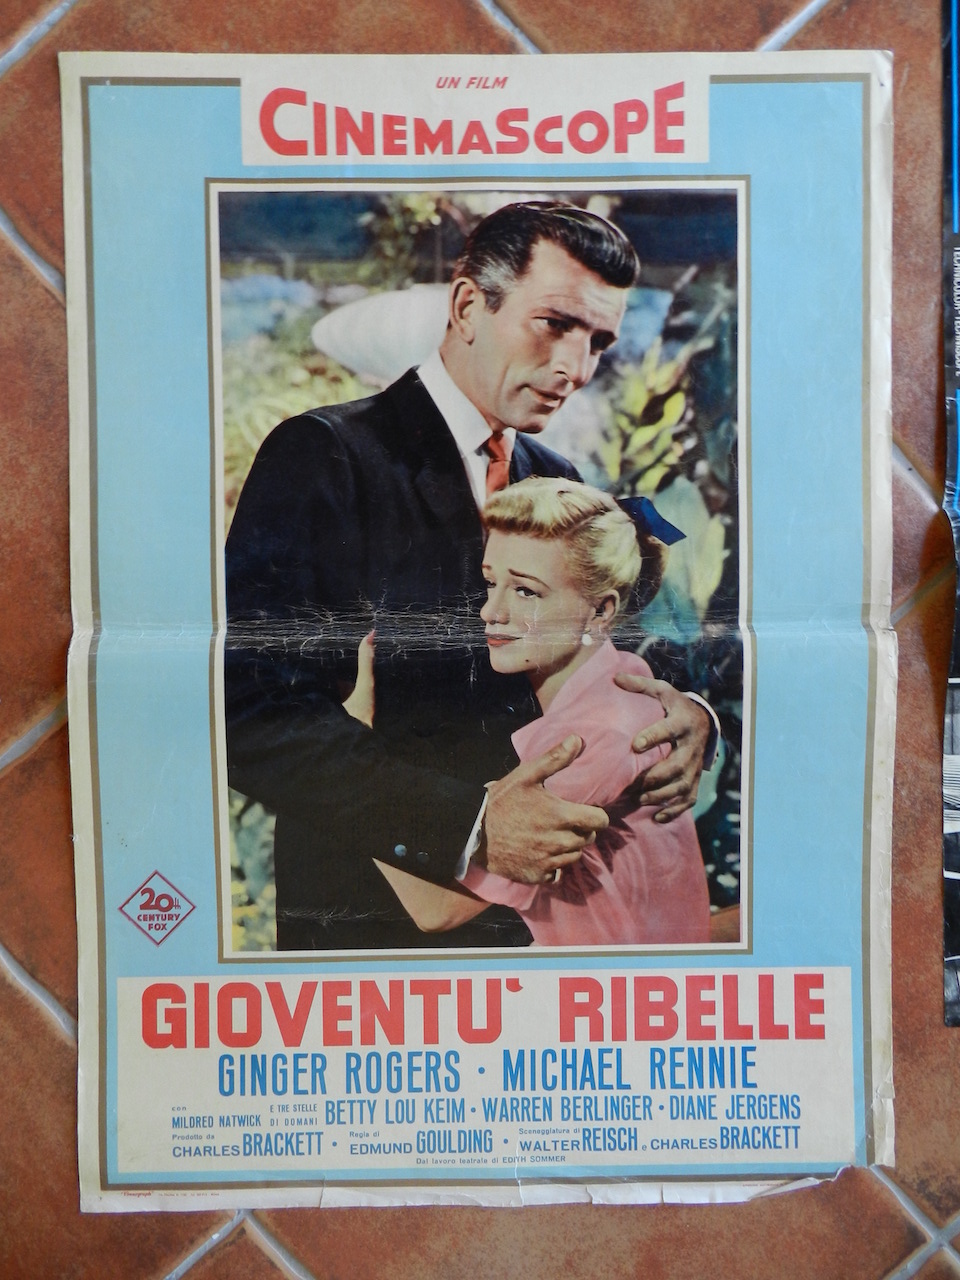 UN FILM
CINEMASCOPE
20th
CENTURY
FOX
GIOVENTU' RIBELLE
GINGER ROGERS · MICHAEL RENNIE
con MILDRED NATWICK E TRE STELLE DI DOMANI BETTY LOU KEIM · WARREN BERLINGER · DIANE JERGENS
Prodotto da CHARLES BRACKETT · Regia di EDMUND GOULDING · Sceneggiatura di WALTER REISCH e CHARLES BRACKETT
Dal lavoro teatrale di EDITH SOMMER
TECHNICOLOR-TECHNISCOPE